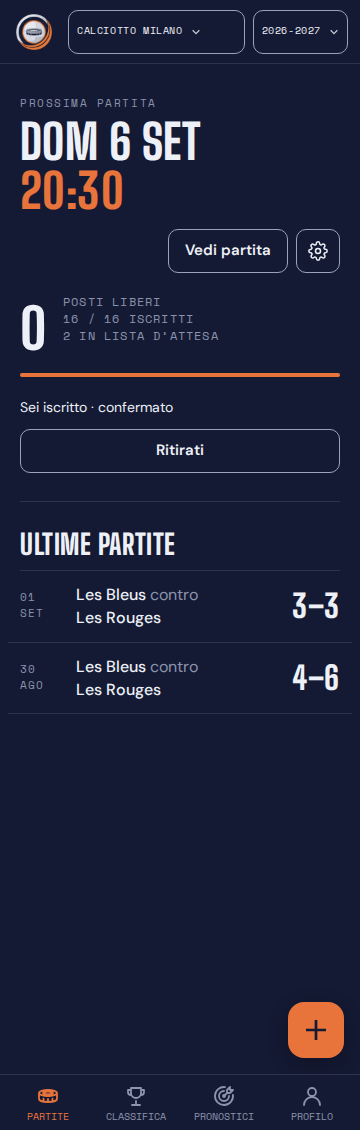 CALCIOTTO MILANO
2026-2027
PROSSIMA PARTITA
DOM 6 SET
20:30
Vedi partita
0
POSTI LIBERI
16 / 16 ISCRITTI
2 IN LISTA D'ATTESA
Sei iscritto · confermato
Ritirati
ULTIME PARTITE
01
SET
Les Bleus contro
Les Rouges
3–3
30
AGO
Les Bleus contro
Les Rouges
4–6
PARTITE
CLASSIFICA
PRONOSTICI
PROFILO